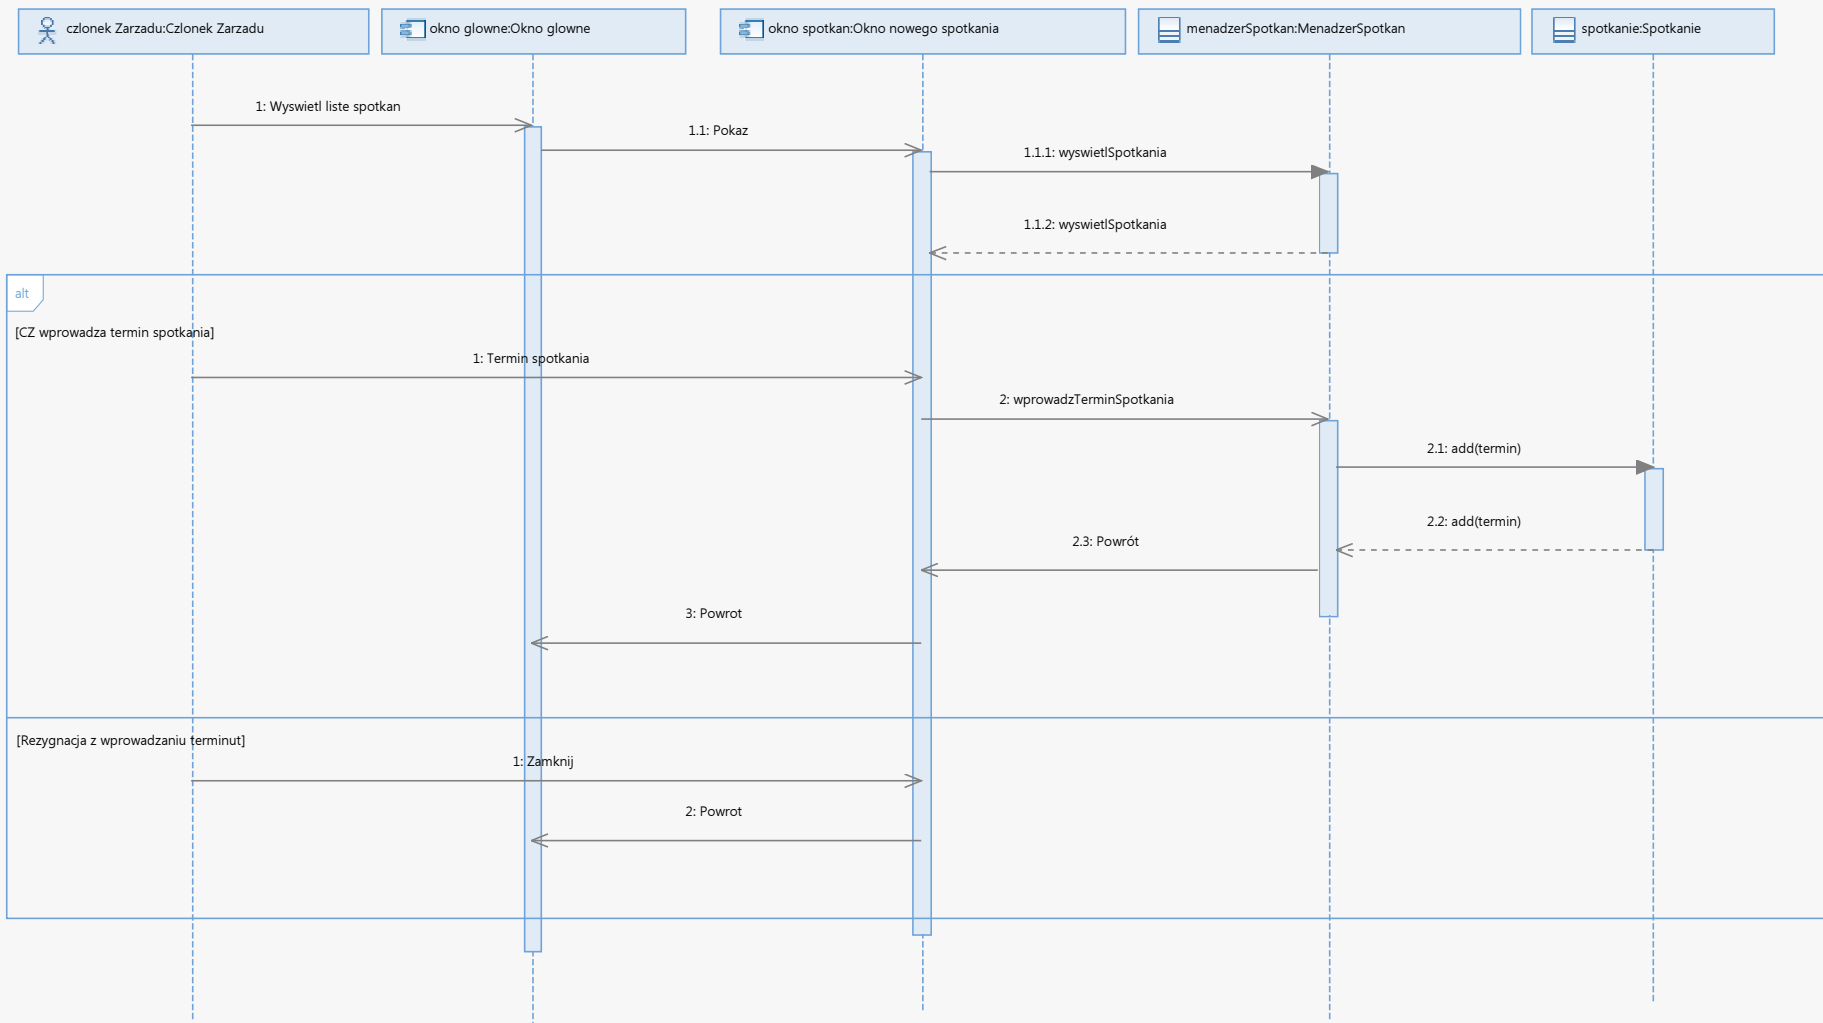 członek Zarzadu:Członek Zarzadu
okno glowne:Okno glowne
okno spotkan:Okno nowego spotkania
menadzerSpotkan:MenadzerSpotkan
spotkanie:Spotkanie
1: Wyswietl liste spotkan
1.1: Pokaz
1.1.1: wyswietlSpotkania
1.1.2: wyswietlSpotkania
alt
[CZ wprowadza termin spotkania]
1: Termin spotkania
2: wprowadzTerminSpotkania
2.1: add(termin)
2.2: add(termin)
2.3: Powrót
3: Powrot
[Rezygnacja z wprowadzaniu terminut]
1: Zamknij
2: Powrot